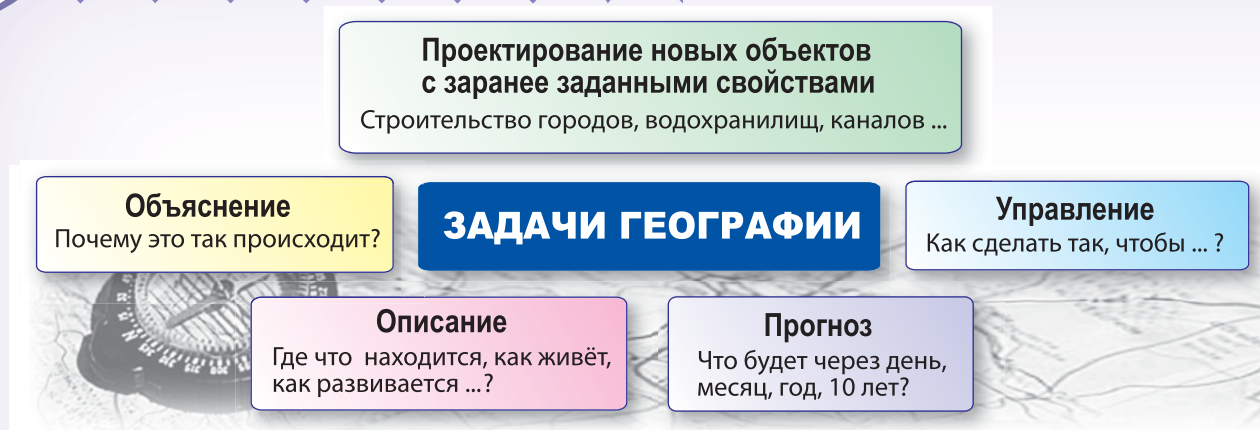 Проектирование новых объектов
с заранее заданными свойствами
Строительство городов, водохранилищ, каналов ...
Объяснение
Почему это так происходит?
ЗАДАЧИ ГЕОГРАФИИ
Управление
Как сделать так, чтобы ... ?
Описание
Где что находится, как живёт,
как развивается ...?
Прогноз
Что будет через день,
месяц, год, 10 лет?